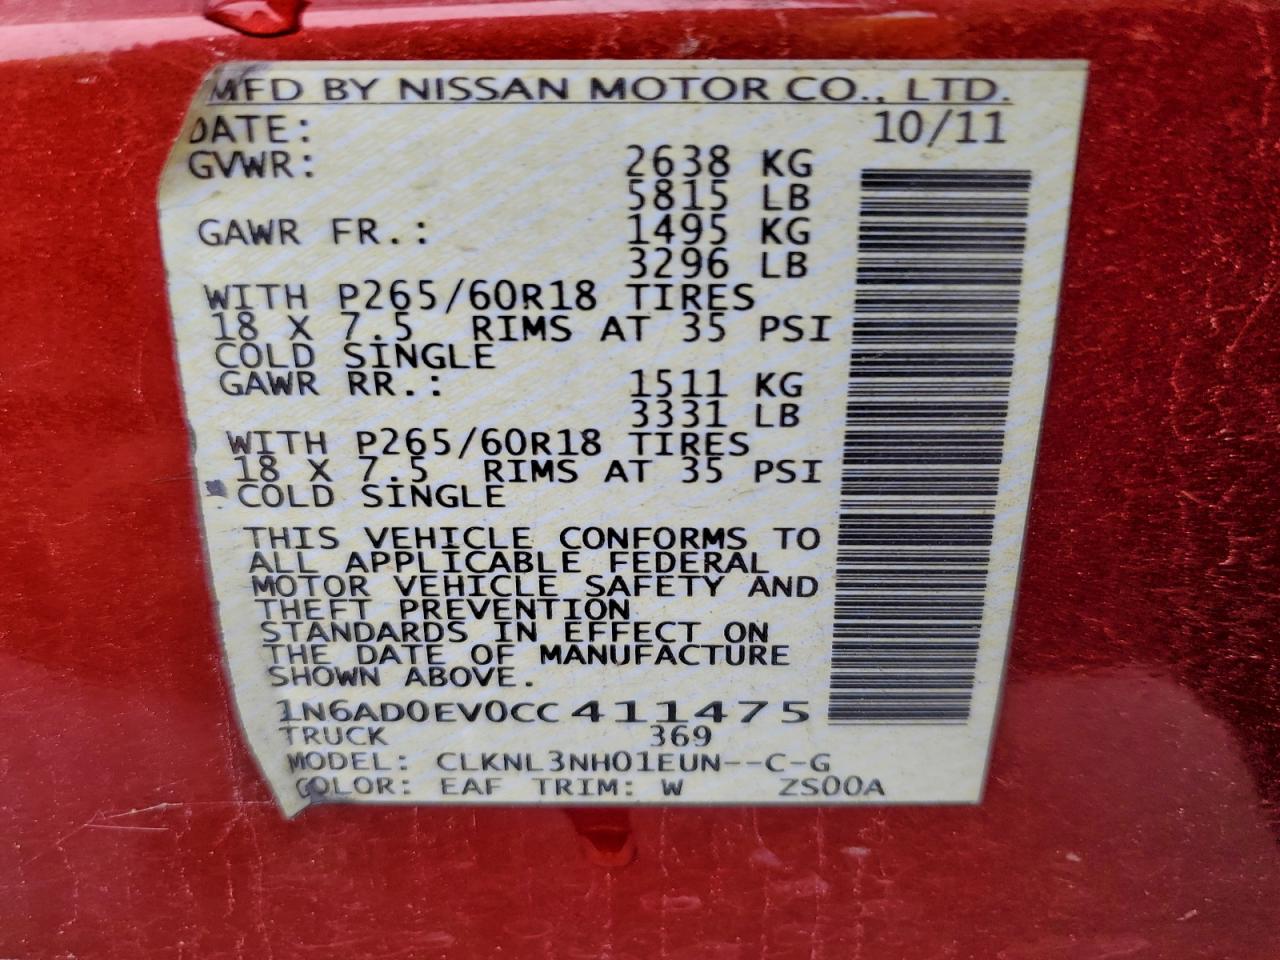 MFD BY NISSAN MOTOR CO., LTD.
DATE: 10/11
GVWR: 2638 KG
5815 LB
GAWR FR.: 1495 KG
3296 LB
WITH P265/60R18 TIRES
18 X 7.5 RIMS AT 35 PSI
COLD SINGLE
GAWR RR.: 1511 KG
3331 LB
WITH P265/60R18 TIRES
18 X 7.5 RIMS AT 35 PSI
COLD SINGLE
THIS VEHICLE CONFORMS TO
ALL APPLICABLE FEDERAL
MOTOR VEHICLE SAFETY AND
THEFT PREVENTION
STANDARDS IN EFFECT ON
THE DATE OF MANUFACTURE
SHOWN ABOVE.
1N6AD0EV0CC411475
TRUCK 369
MODEL: CLKNL3NH01EUN--C-G
COLOR: EAF TRIM: W ZS00A